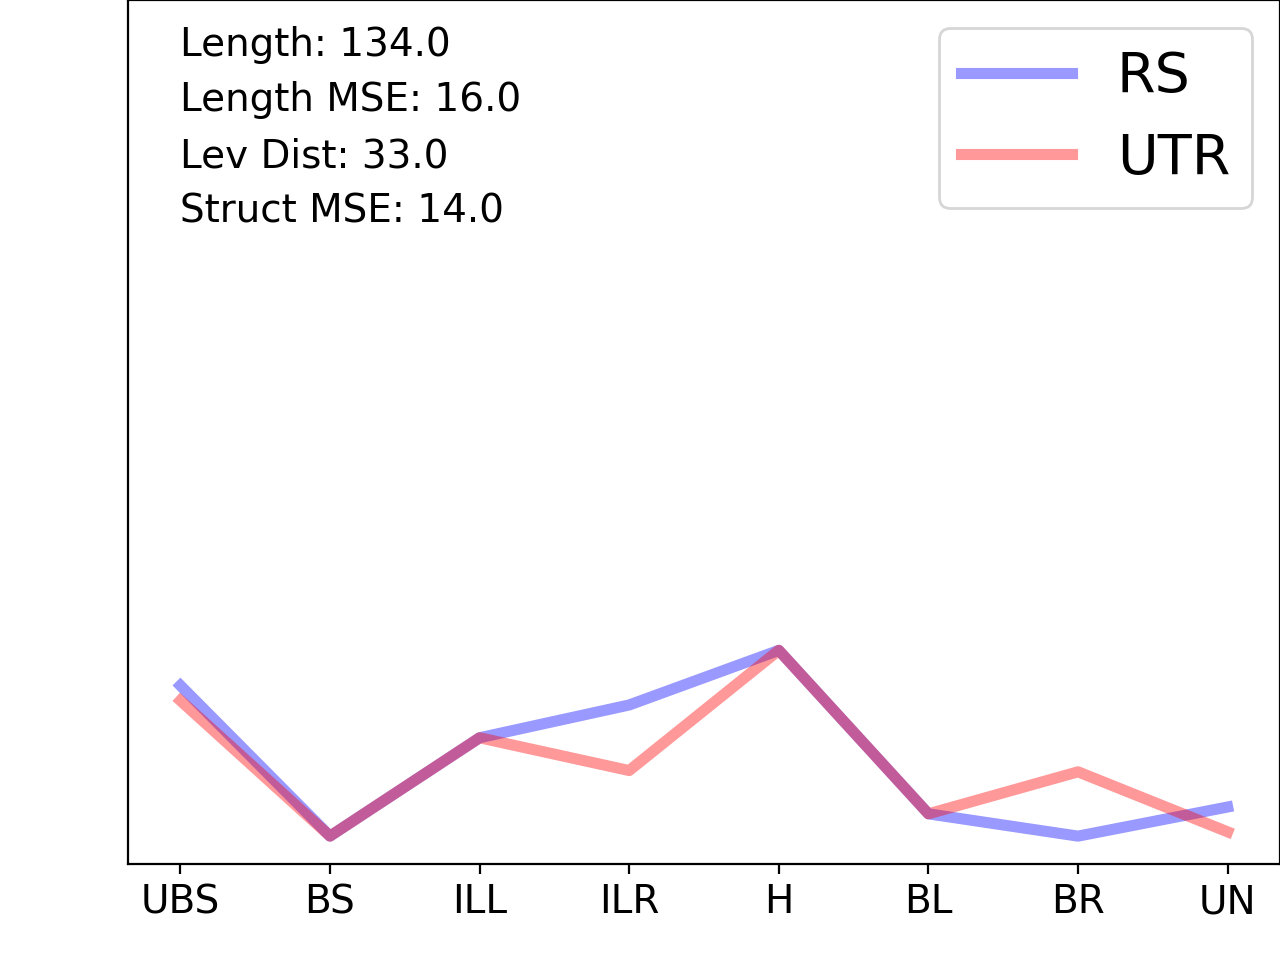 Length: 134.0
Length MSE: 16.0
Lev Dist: 33.0
Struct MSE: 14.0
RS
UTR
UBS BS ILL ILR H BL BR UN